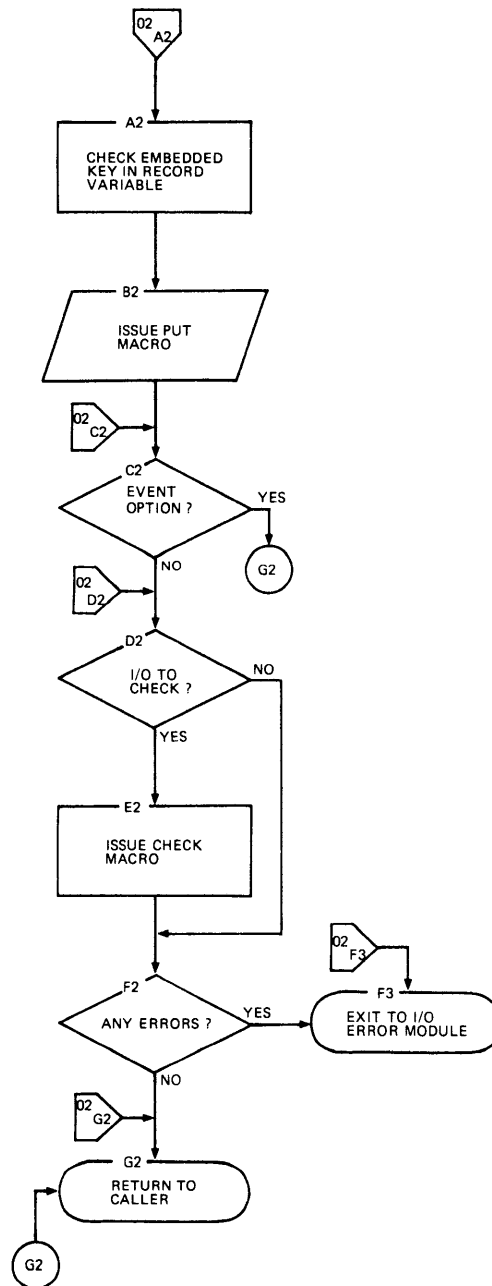 02
A2
A2
CHECK EMBEDDED
KEY IN RECORD
VARIABLE
B2
ISSUE PUT
MACRO
02
C2
C2
EVENT
OPTION ?
YES
G2
NO
02
D2
D2
I/O TO
CHECK ?
NO
YES
E2
ISSUE CHECK
MACRO
02
F3
F2
ANY ERRORS ?
YES
F3
EXIT TO I/O
ERROR MODULE
NO
02
G2
G2
RETURN TO
CALLER
G2